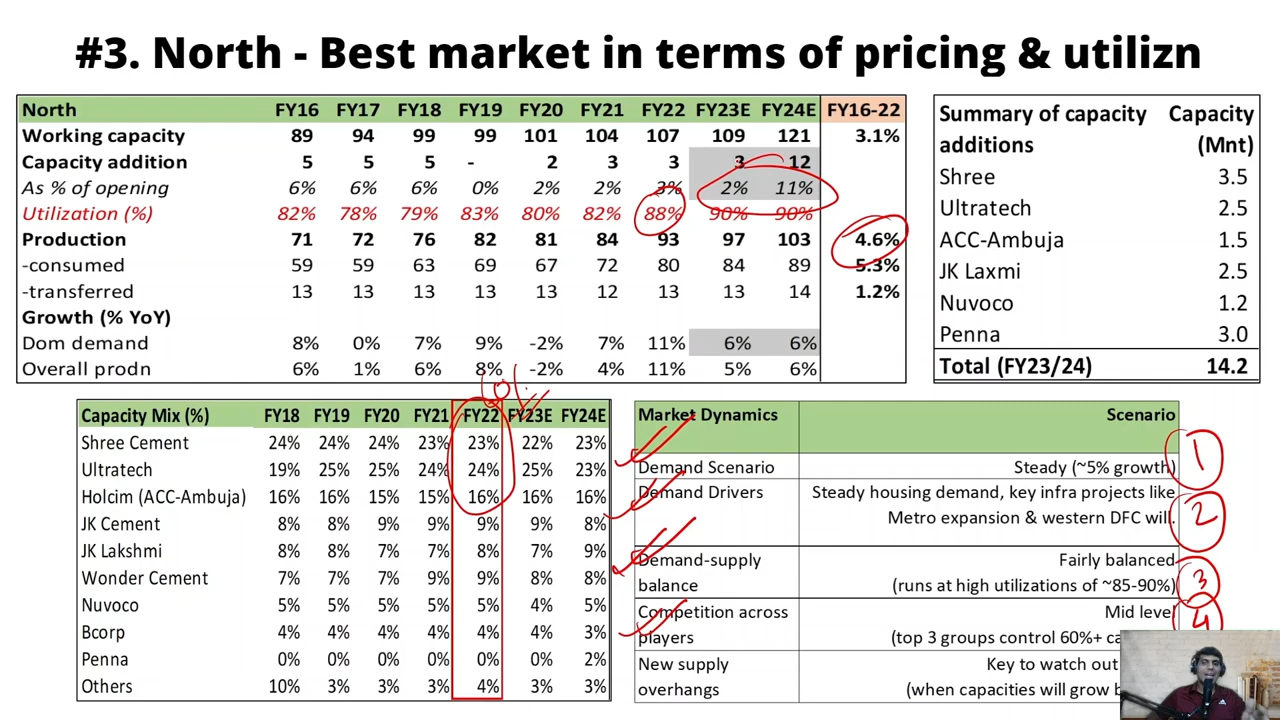 #3. North - Best market in terms of pricing & utilizn
North FY16 FY17 FY18 FY19 FY20 FY21 FY22 FY23E FY24E FY16-22
Working capacity 89 94 99 99 101 104 107 109 121 3.1%
Capacity addition 5 5 5 - 2 3 3 3 12
As % of opening 6% 6% 6% 0% 2% 2% 3% 2% 11%
Utilization (%) 82% 78% 79% 83% 80% 82% 88% 90% 90%
Production 71 72 76 82 81 84 93 97 103 4.6%
-consumed 59 59 63 69 67 72 80 84 89 5.3%
-transferred 13 13 13 13 13 12 13 13 14 1.2%
Growth (% YoY)
Dom demand 8% 0% 7% 9% -2% 7% 11% 6% 6%
Overall prodn 6% 1% 6% 8% -2% 4% 11% 5% 6%
Summary of capacity Capacity
additions (Mnt)
Shree 3.5
Ultratech 2.5
ACC-Ambuja 1.5
JK Laxmi 2.5
Nuvoco 1.2
Penna 3.0
Total (FY23/24) 14.2
Capacity Mix (%) FY18 FY19 FY20 FY21 FY22 FY23E FY24E
Shree Cement 24% 24% 24% 23% 23% 22% 23%
Ultratech 19% 25% 25% 24% 24% 25% 23%
Holcim (ACC-Ambuja) 16% 16% 15% 15% 16% 16% 16%
JK Cement 8% 8% 9% 9% 9% 9% 8%
JK Lakshmi 8% 8% 7% 7% 8% 7% 9%
Wonder Cement 7% 7% 7% 9% 9% 8% 8%
Nuvoco 5% 5% 5% 5% 5% 4% 5%
Bcorp 4% 4% 4% 4% 4% 4% 3%
Penna 0% 0% 0% 0% 0% 0% 2%
Others 10% 3% 3% 3% 4% 3% 3%
Market Dynamics Scenario
Demand Scenario Steady (~5% growth)
1
Demand Drivers Steady housing demand, key infra projects like
Metro expansion & western DFC will.
2
Demand-supply Fairly balanced
balance (runs at high utilizations of ~85-90%)
3
Competition across Mid level
players (top 3 groups control 60%+
4
New supply Key to watch out
overhangs (when capacities will grow